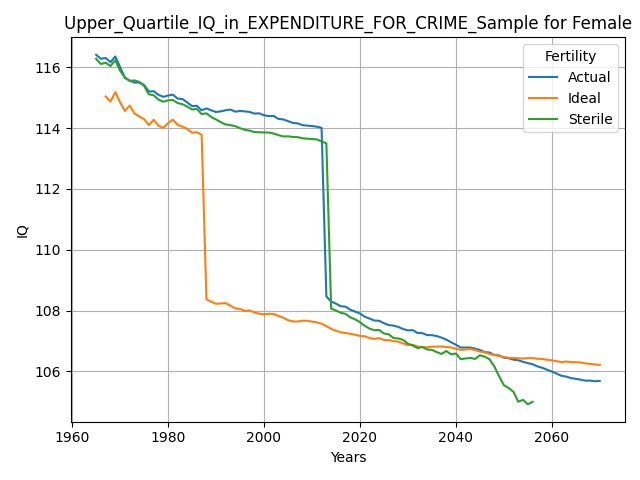 Upper_Quartile_IQ_in_EXPENDITURE_FOR_CRIME_Sample for Female
Fertility
Actual
Ideal
Sterile
116
114
112
110
108
106
IQ
1960
1980
2000
2020
2040
2060
Years